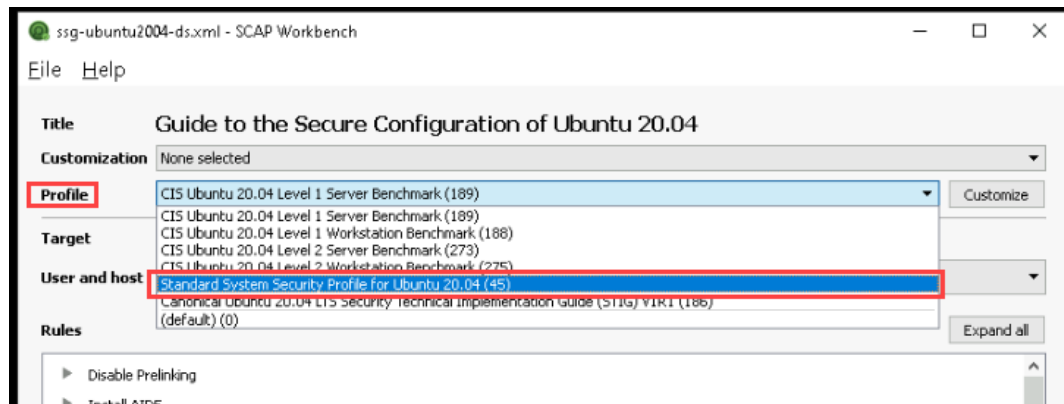 ssg-ubuntu2004-ds.xml - SCAP Workbench
File Help
Title Guide to the Secure Configuration of Ubuntu 20.04
Customization None selected
Profile CIS Ubuntu 20.04 Level 1 Server Benchmark (189) Customize
CIS Ubuntu 20.04 Level 1 Server Benchmark (189)
CIS Ubuntu 20.04 Level 1 Workstation Benchmark (188)
Target
CIS Ubuntu 20.04 Level 2 Server Benchmark (273)
CIS Ubuntu 20.04 Level 2 Workstation Benchmark (275)
User and host
Standard System Security Profile for Ubuntu 20.04 (45)
Canonical Ubuntu 20.04 LTS Security Technical Implementation Guide (STIG) V1R1 (186)
(default) (0)
Rules Expand all
Disable Prelinking
Install AIDE